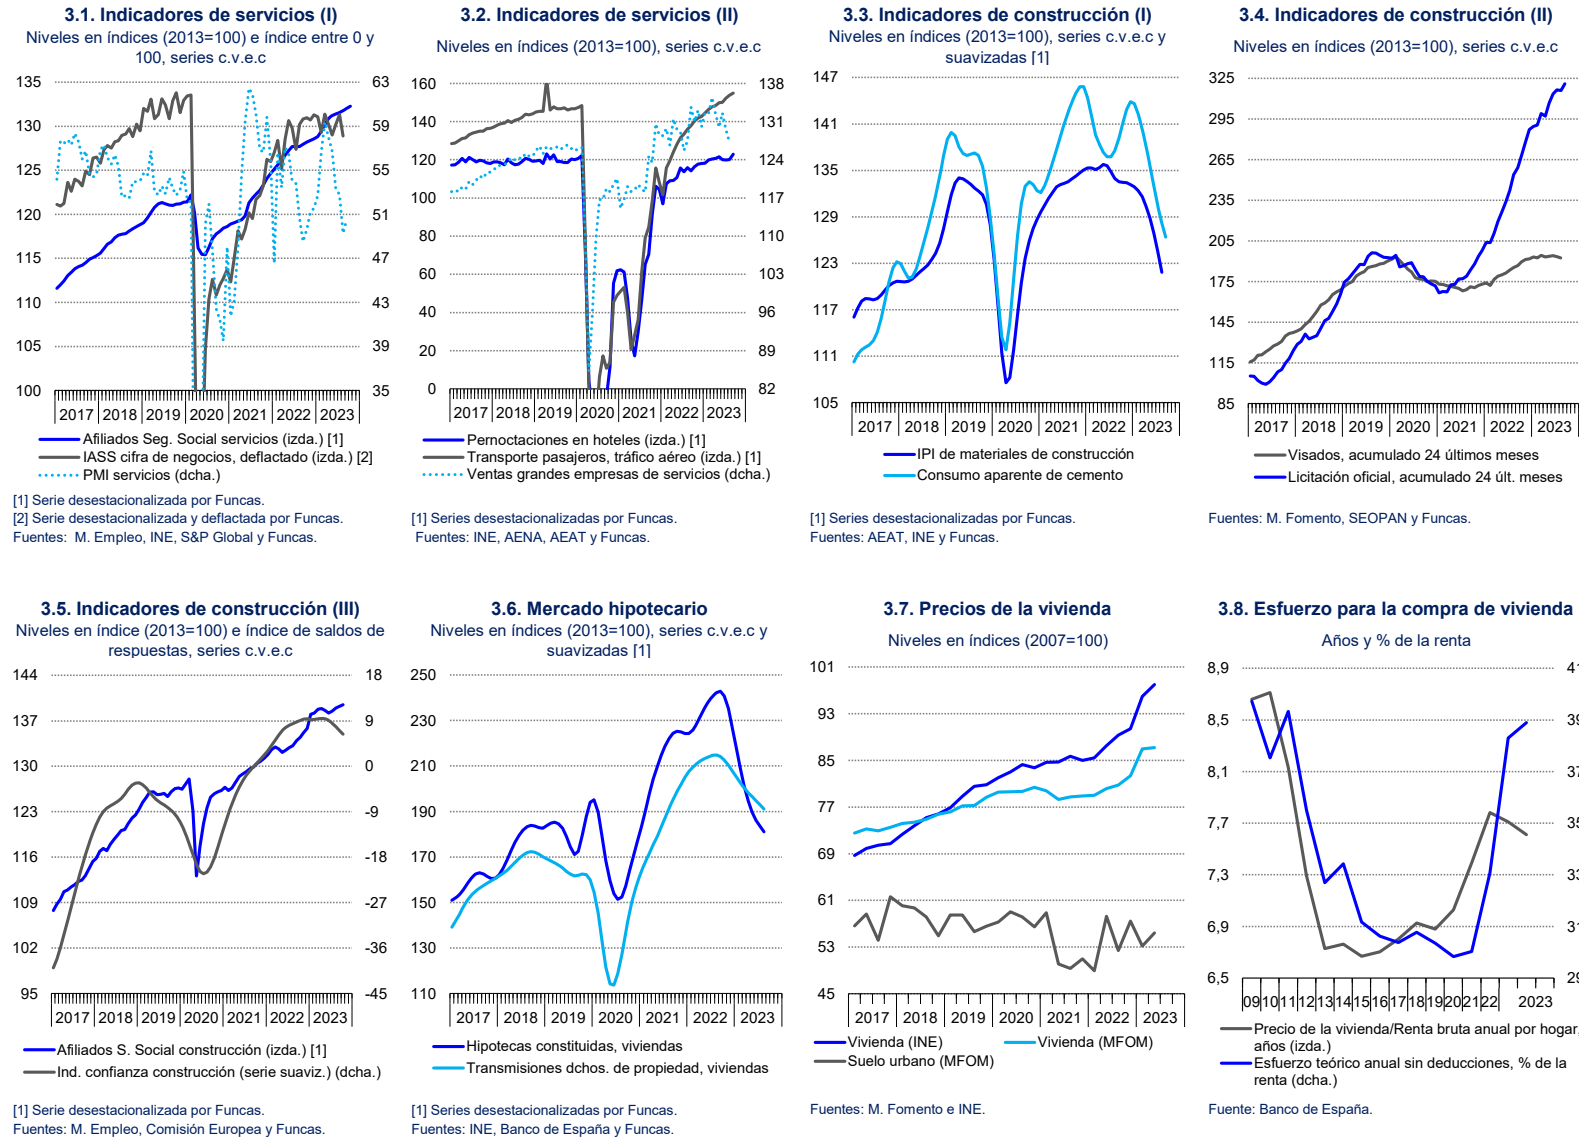 3.1. Indicadores de servicios (I)
Niveles en índices (2013=100) e índice entre 0 y
100, series c.v.e.c
135
130
125
120
115
110
105
100
63
59
55
51
47
43
39
35
2017 2018 2019 2020 2021 2022 2023
Afiliados Seg. Social servicios (izda.) [1]
IASS cifra de negocios, deflactado (izda.) [2]
PMI servicios (dcha.)
[1] Serie desestacionalizada por Funcas.
[2] Serie desestacionalizada y deflactada por Funcas.
Fuentes: M. Empleo, INE, S&P Global y Funcas.
3.2. Indicadores de servicios (II)
Niveles en índices (2013=100), series c.v.e.c
160
140
120
100
80
60
40
20
0
138
131
124
117
110
103
96
89
82
2017 2018 2019 2020 2021 2022 2023
Pernoctaciones en hoteles (izda.) [1]
Transporte pasajeros, tráfico aéreo (izda.) [1]
Ventas grandes empresas de servicios (dcha.)
[1] Series desestacionalizadas por Funcas.
Fuentes: INE, AENA, AEAT y Funcas.
3.3. Indicadores de construcción (I)
Niveles en índices (2013=100), series c.v.e.c y
suavizadas [1]
147
141
135
129
123
117
111
105
2017 2018 2019 2020 2021 2022 2023
IPI de materiales de construcción
Consumo aparente de cemento
[1] Series desestacionalizadas por Funcas.
Fuentes: AEAT, INE y Funcas.
3.4. Indicadores de construcción (II)
Niveles en índices (2013=100), series c.v.e.c
325
295
265
235
205
175
145
115
85
2017 2018 2019 2020 2021 2022 2023
Visados, acumulado 24 últimos meses
Licitación oficial, acumulado 24 últ. meses
Fuentes: M. Fomento, SEOPAN y Funcas.
3.5. Indicadores de construcción (III)
Niveles en índice (2013=100) e índice de saldos de
respuestas, series c.v.e.c
144
137
130
123
116
109
102
95
18
9
0
-9
-18
-27
-36
-45
2017 2018 2019 2020 2021 2022 2023
Afiliados S. Social construcción (izda.) [1]
Ind. confianza construcción (serie suaviz.) (dcha.)
[1] Serie desestacionalizada por Funcas.
Fuentes: M. Empleo, Comisión Europea y Funcas.
3.6. Mercado hipotecario
Niveles en índices (2013=100), series c.v.e.c y
suavizadas [1]
250
230
210
190
170
150
130
110
2017 2018 2019 2020 2021 2022 2023
Hipotecas constituidas, viviendas
Transmisiones dchos. de propiedad, viviendas
[1] Series desestacionalizadas por Funcas.
Fuentes: INE, Banco de España y Funcas.
3.7. Precios de la vivienda
Niveles en índices (2007=100)
101
93
85
77
69
61
53
45
2017 2018 2019 2020 2021 2022 2023
Vivienda (INE) Vivienda (MFOM)
Suelo urbano (MFOM)
Fuentes: M. Fomento e INE.
3.8. Esfuerzo para la compra de vivienda
Años y % de la renta
8,9
8,5
8,1
7,7
7,3
6,9
6,5
41
39
37
35
33
31
29
09 10 11 12 13 14 15 16 17 18 19 20 21 22 2023
Precio de la vivienda/Renta bruta anual por hogar,
años (izda.)
Esfuerzo teórico anual sin deducciones, % de la
renta (dcha.)
Fuente: Banco de España.